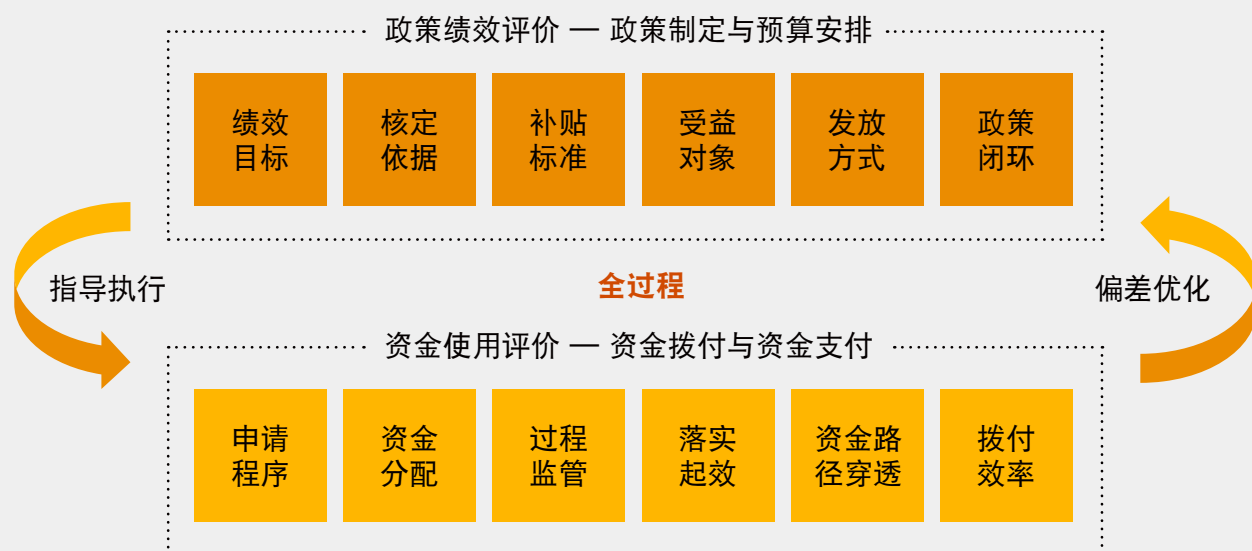 政策绩效评价 — 政策制定与预算安排
绩效
目标
核定
依据
补贴
标准
受益
对象
发放
方式
政策
闭环
指导执行
全过程
偏差优化
资金使用评价 — 资金拨付与资金支付
申请
程序
资金
分配
过程
监管
落实
起效
资金路
径穿透
拨付
效率